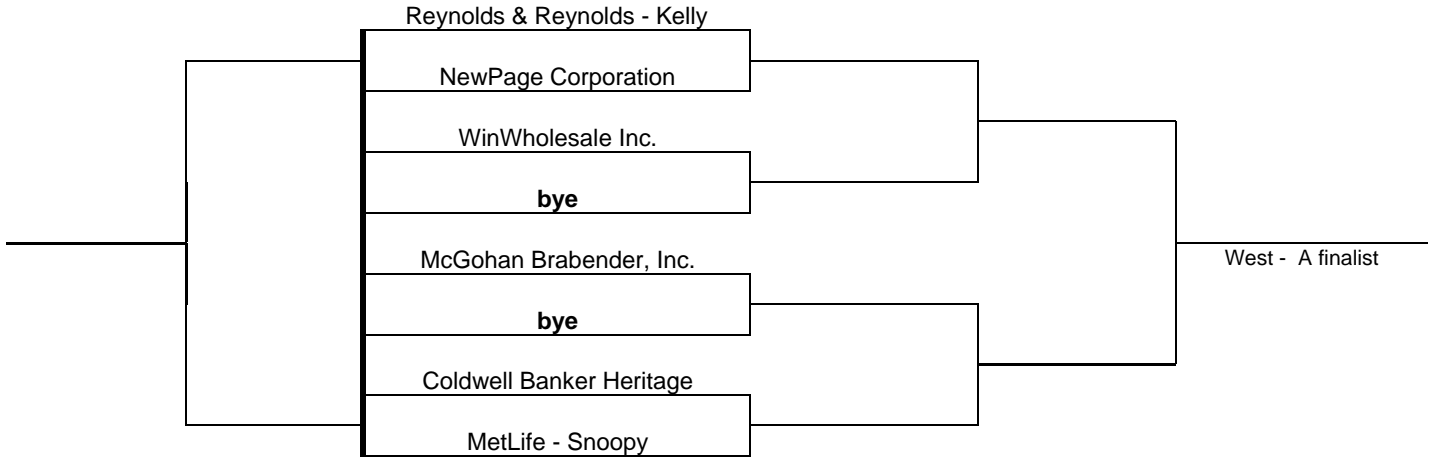 Reynolds & Reynolds - Kelly
NewPage Corporation
WinWholesale Inc.
bye
McGohan Brabender, Inc.
West - A finalist
bye
Coldwell Banker Heritage
MetLife - Snoopy